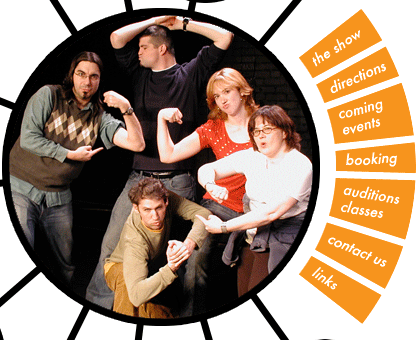 the show
directions
coming
events
booking
auditions
classes
contact us
links